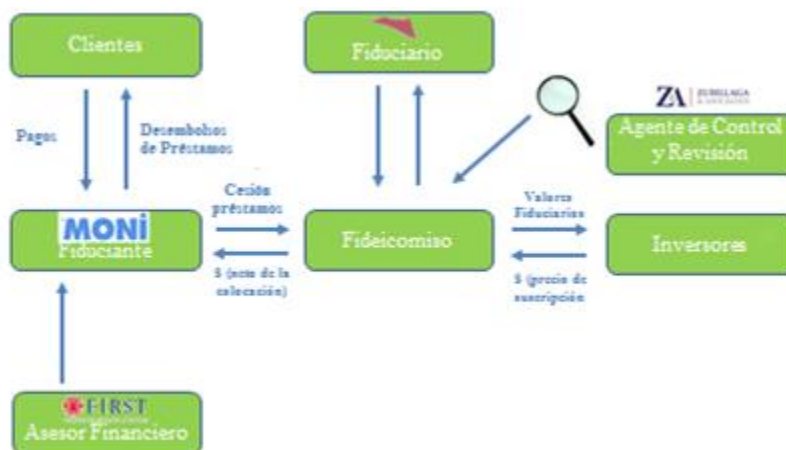 Clientes
Fiduciario
ZA
Agente de Control
y Revisión
Pagos
Desembolsos
de Préstamos
MONI
Fiduciante
Cesión
préstamos
Fideicomiso
Valores
Fiduciarios
Inversores
$ (neto de la
colocación)
$ (precio de
suscripción
FIRST
Asesor Financiero